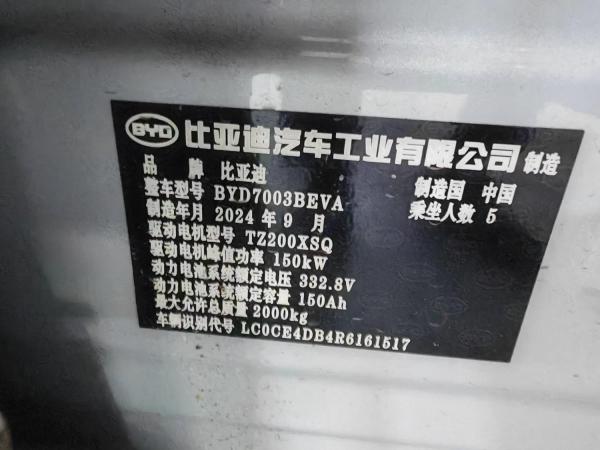 BYD 比亚迪汽车工业有限公司 制造
品 牌 比亚迪 制造国 中国
整车型号 BYD7003BEVA 乘坐人数 5
制造年月 2024 年 9 月
驱动电机型号 TZ200XSQ
驱动电机峰值功率 150kW
动力电池系统额定电压 332.8V
动力电池系统额定容量 150Ah
最大允许总质量 2000kg
车辆识别代号 LC0CE4DB4R6161517